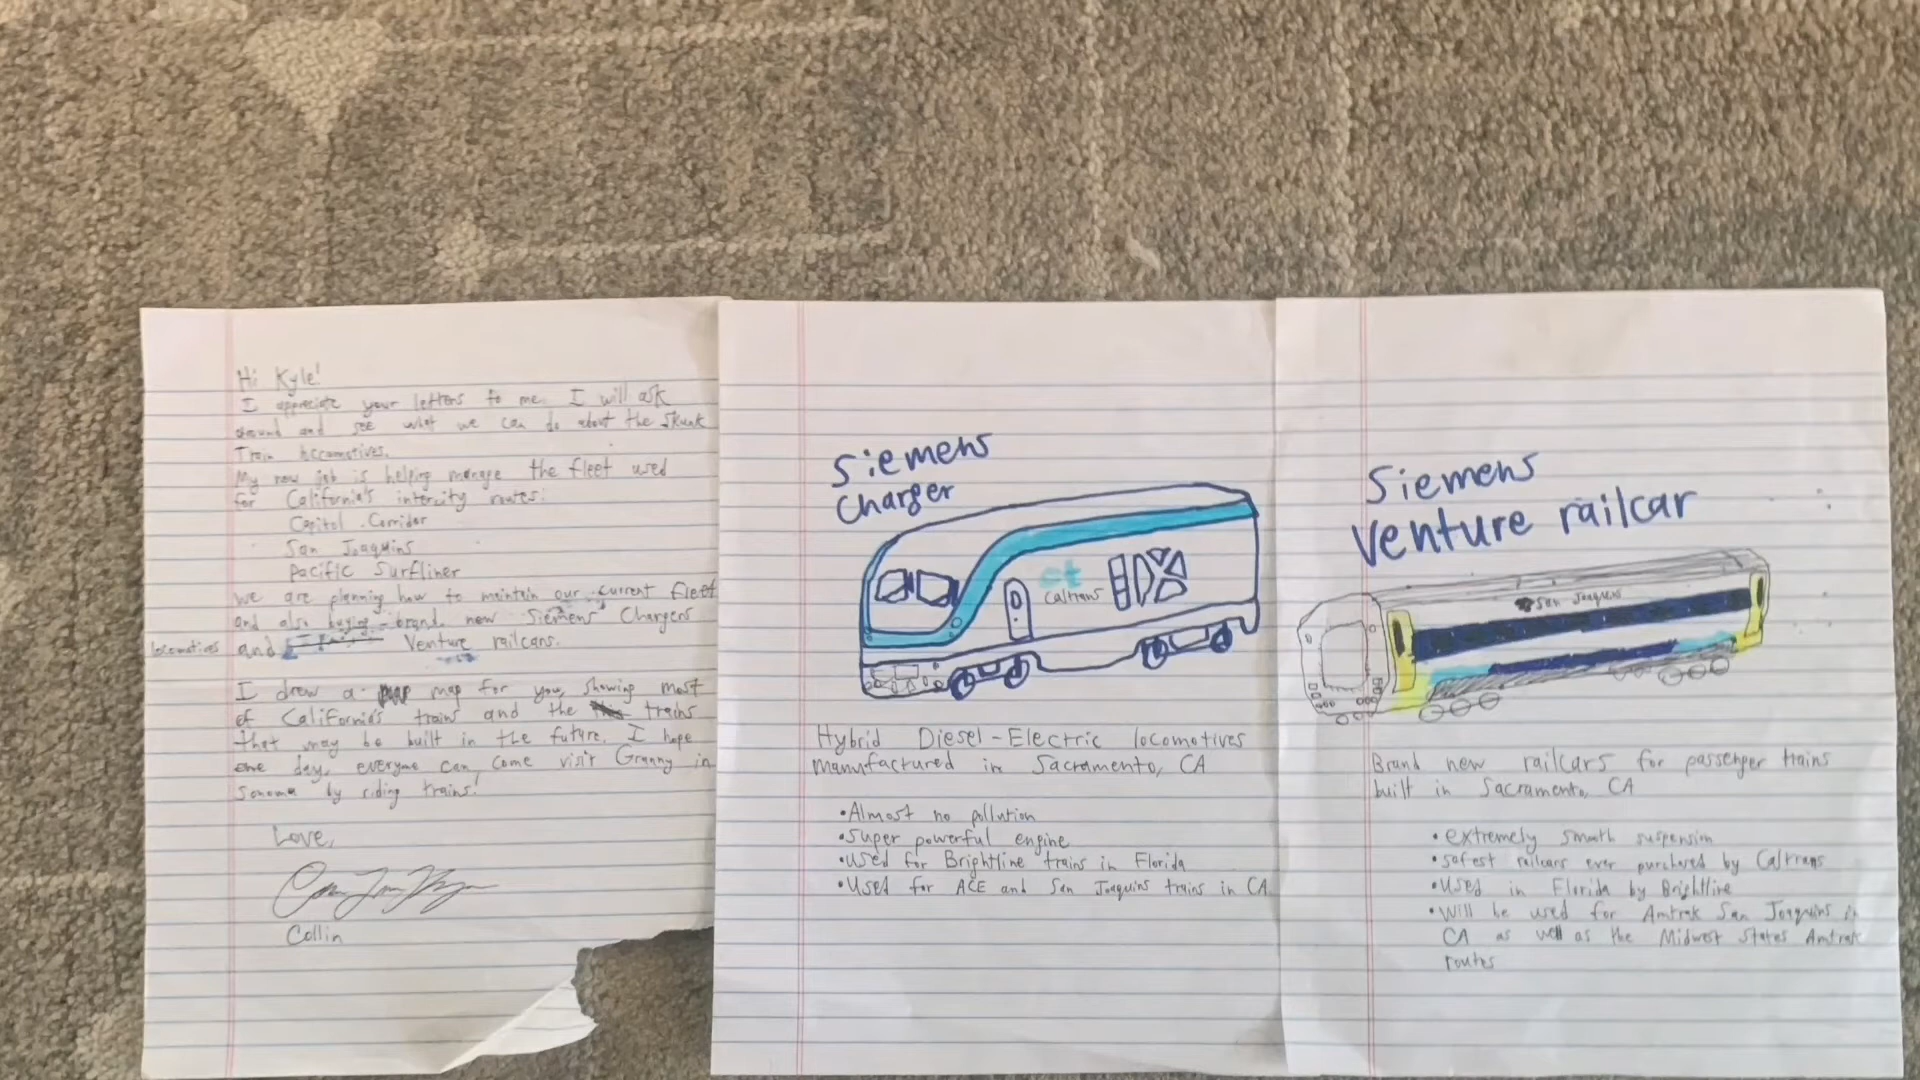 Hi Kyle!
I appreciate your letters to me. I will ask
around and see what we can do about the Skunk
Train locomotives.
My new job is helping manage the fleet used
for California's intercity routes:
Capitol Corridor
San Joaquins
Pacific Surfliner
we are planning how to maintain our current fleet
and also buying brand new Siemens Chargers
locomotives and Venture railcars.
I drew a map for you, showing most
of California's trains and the trains
that may be built in the future. I hope
one day, everyone can come visit Granny in
Sonoma by riding trains!
Love,
Collin
Siemens
Charger
ct
Caltrans
Hybrid Diesel-Electric locomotives
manufactured in Sacramento, CA
•Almost no pollution
•Super powerful engine
•Used for Brightline trains in Florida
•Used for ACE and San Joaquins trains in CA
Siemens
Venture railcar
San Joaquins
Brand new railcars for passenger trains
built in Sacramento, CA
•extremely smooth suspension
•safest railcars ever purchased by Caltrans
•Used in Florida by Brightline
•Will be used for Amtrak San Joaquins in
CA as well as the Midwest States Amtrak
routes